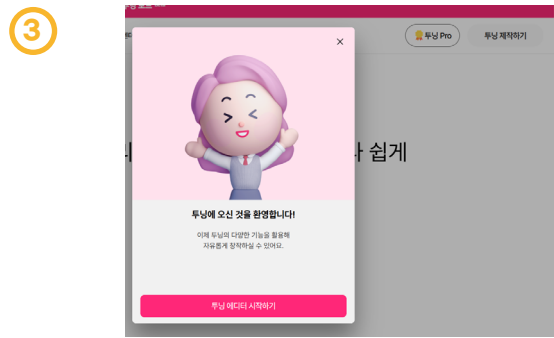 3
투닝 Pro
투닝 제작하기
쉽게
투닝에 오신 것을 환영합니다!
이제 투닝의 다양한 기능을 활용해
자유롭게 창작하실 수 있어요.
투닝 에디터 시작하기